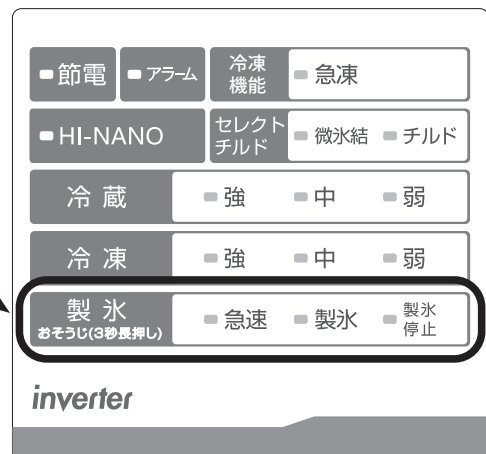 節電 アラーム 冷凍機能 急凍
HI-NANO セレクトチルド 微氷結 チルド
冷蔵 強 中 弱
冷凍 強 中 弱
製氷 急速 製氷 製氷停止
おそうじ(3秒長押し)
inverter